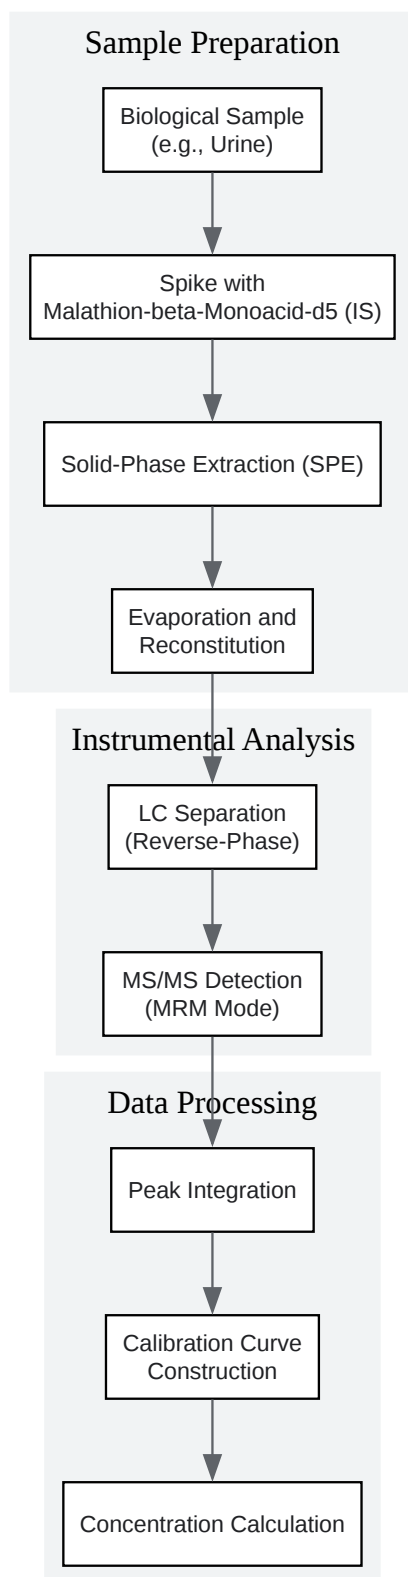 Sample Preparation
Biological Sample
(e.g., Urine)
Spike with
Malathion-beta-Monoacid-d5 (IS)
Solid-Phase Extraction (SPE)
Evaporation and
Reconstitution
Instrumental Analysis
LC Separation
(Reverse-Phase)
MS/MS Detection
(MRM Mode)
Data Processing
Peak Integration
Calibration Curve
Construction
Concentration Calculation